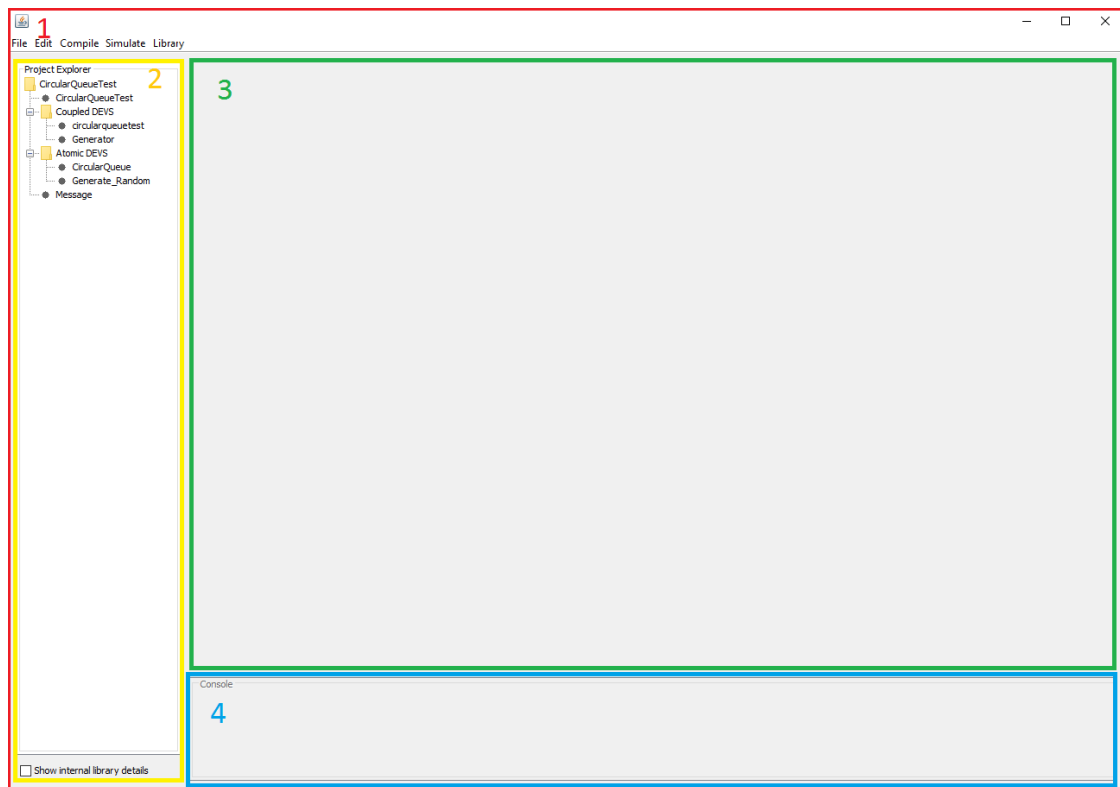 1
File Edit Compile Simulate Library
Project Explorer
2
CircularQueueTest
CircularQueueTest
Coupled DEVS
circularqueuetest
Generator
Atomic DEVS
CircularQueue
Generate_Random
Message
Show internal library details
3
Console
4